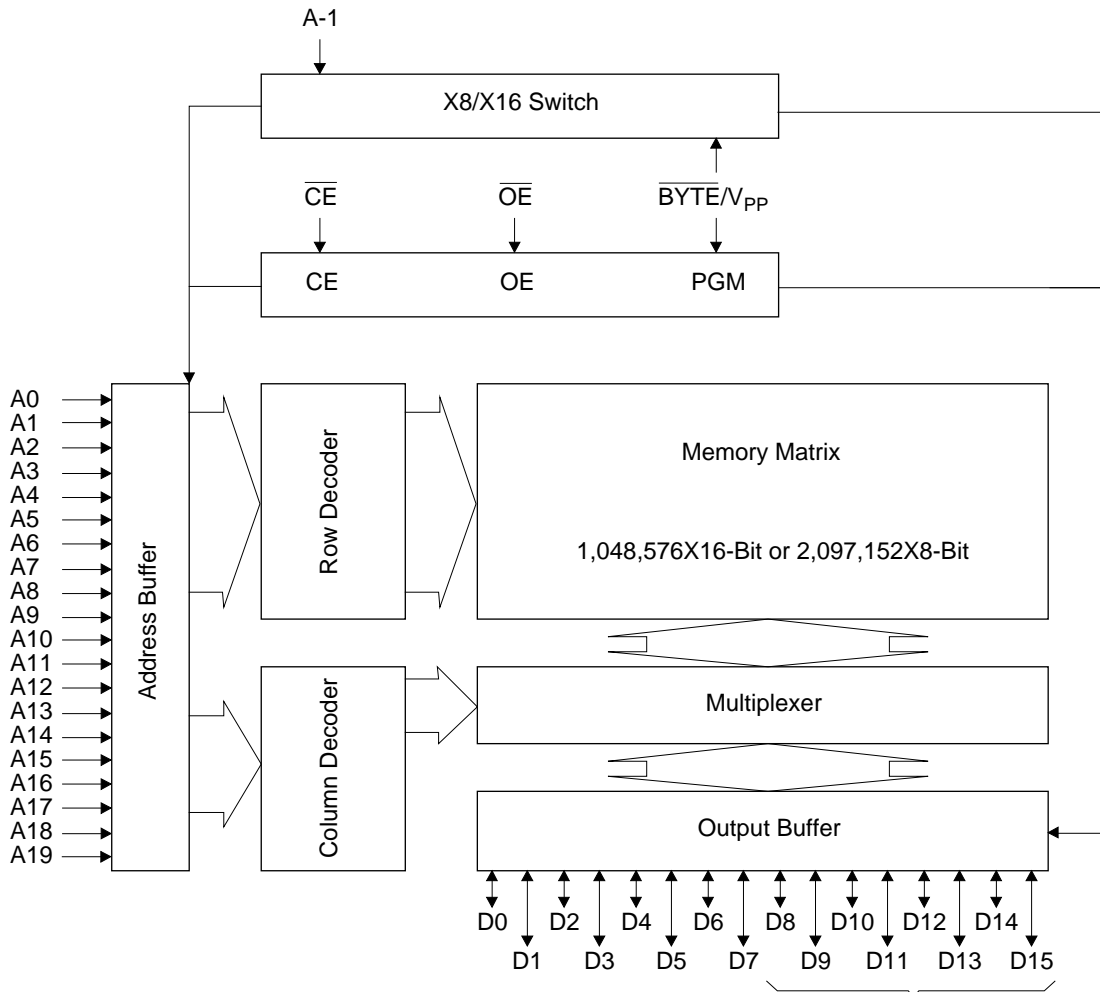 A-1
X8/X16 Switch
C̅E̅ O̅E̅ B̅Y̅T̅E̅/VPP
CE OE PGM
A0
A1
A2
A3
A4
A5
A6
A7
A8
A9
A10
A11
A12
A13
A14
A15
A16
A17
A18
A19
Address Buffer
Row Decoder
Memory Matrix
1,048,576X16-Bit or 2,097,152X8-Bit
Column Decoder
Multiplexer
Output Buffer
D0 D2 D4 D6 D8 D10 D12 D14
D1 D3 D5 D7 D9 D11 D13 D15